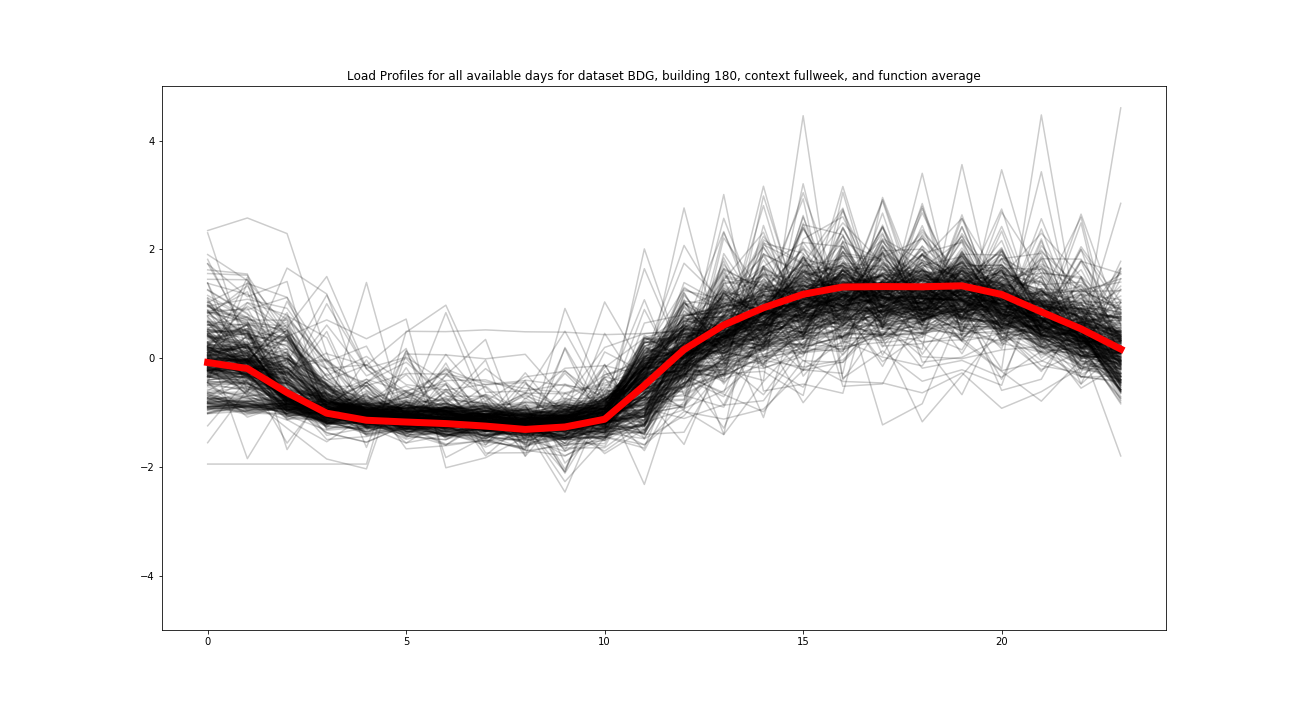 Load Profiles for all available days for dataset BDG, building 180, context fullweek, and function average
4
2
0
−2
−4
0 5 10 15 20